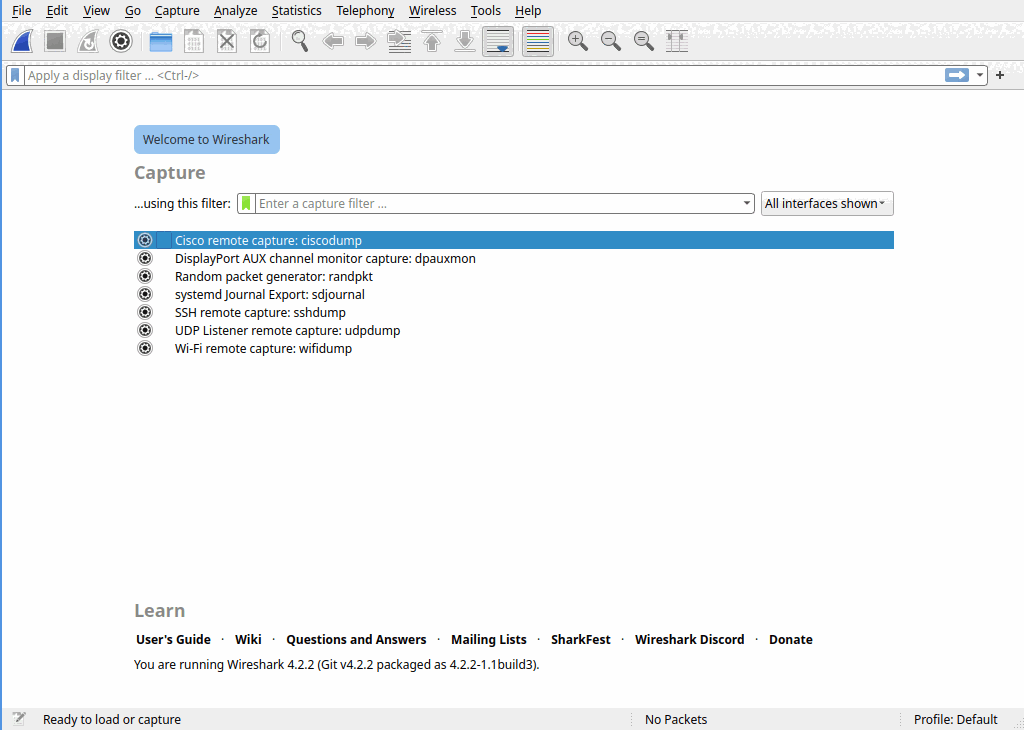 File Edit View Go Capture Analyze Statistics Telephony Wireless Tools Help
Apply a display filter ... <Ctrl-/>
Welcome to Wireshark
Capture
...using this filter: Enter a capture filter ... All interfaces shown
Cisco remote capture: ciscodump
DisplayPort AUX channel monitor capture: dpauxmon
Random packet generator: randpkt
systemd Journal Export: sdjournal
SSH remote capture: sshdump
UDP Listener remote capture: udpdump
Wi-Fi remote capture: wifidump
Learn
User's Guide · Wiki · Questions and Answers · Mailing Lists · SharkFest · Wireshark Discord · Donate
You are running Wireshark 4.2.2 (Git v4.2.2 packaged as 4.2.2-1.1build3).
Ready to load or capture No Packets Profile: Default